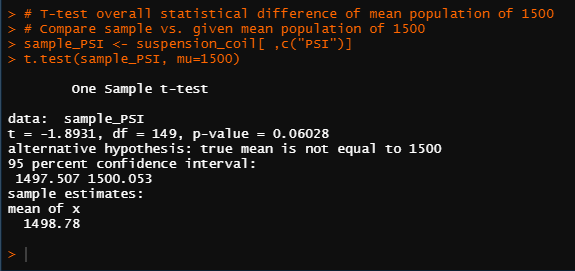 > # T-test overall statistical difference of mean population of 1500
> # Compare sample vs. given mean population of 1500
> sample_PSI <- suspension_coil[ ,c("PSI")]
> t.test(sample_PSI, mu=1500)
One Sample t-test
data:  sample_PSI
t = -1.8931, df = 149, p-value = 0.06028
alternative hypothesis: true mean is not equal to 1500
95 percent confidence interval:
 1497.507 1500.053
sample estimates:
mean of x
  1498.78
>